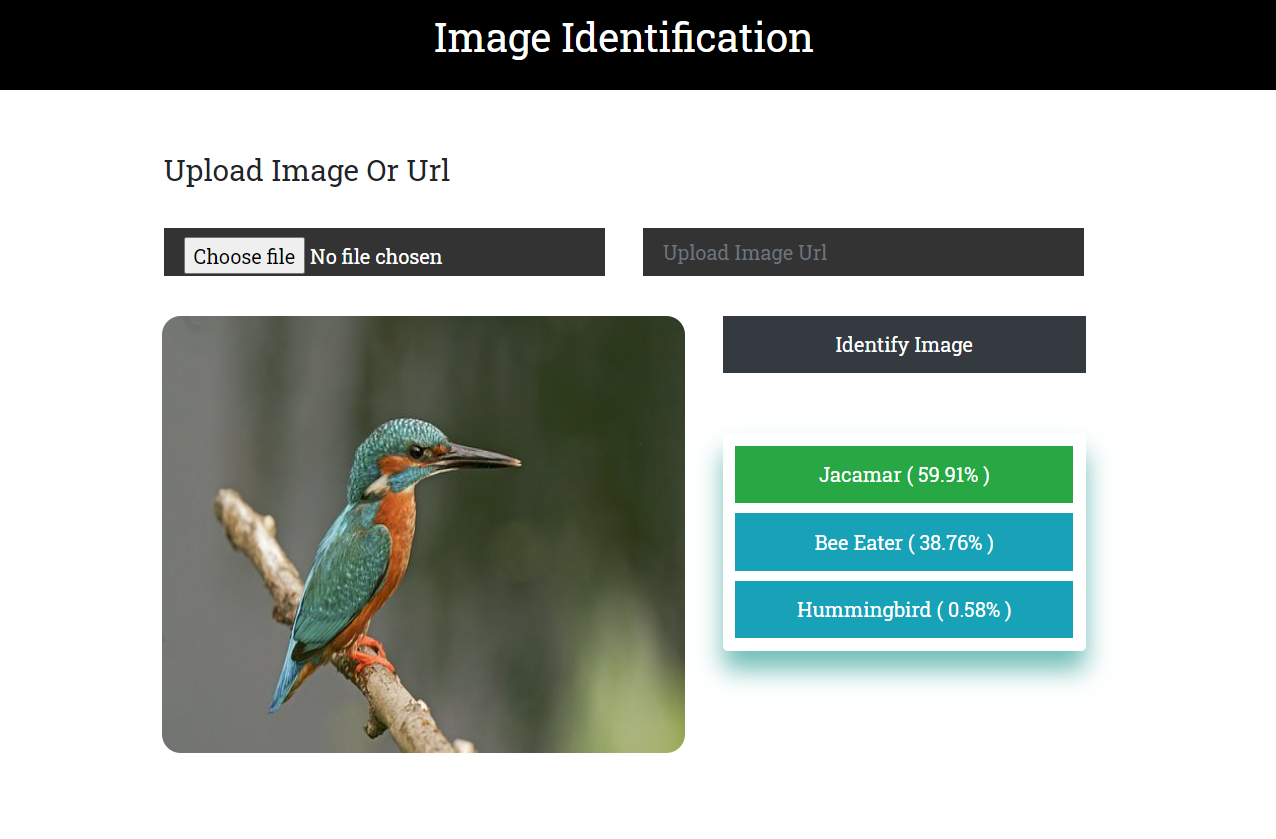 Image Identification
Upload Image Or Url
Choose file No file chosen
Upload Image Url
Identify Image
Jacamar ( 59.91% )
Bee Eater ( 38.76% )
Hummingbird ( 0.58% )